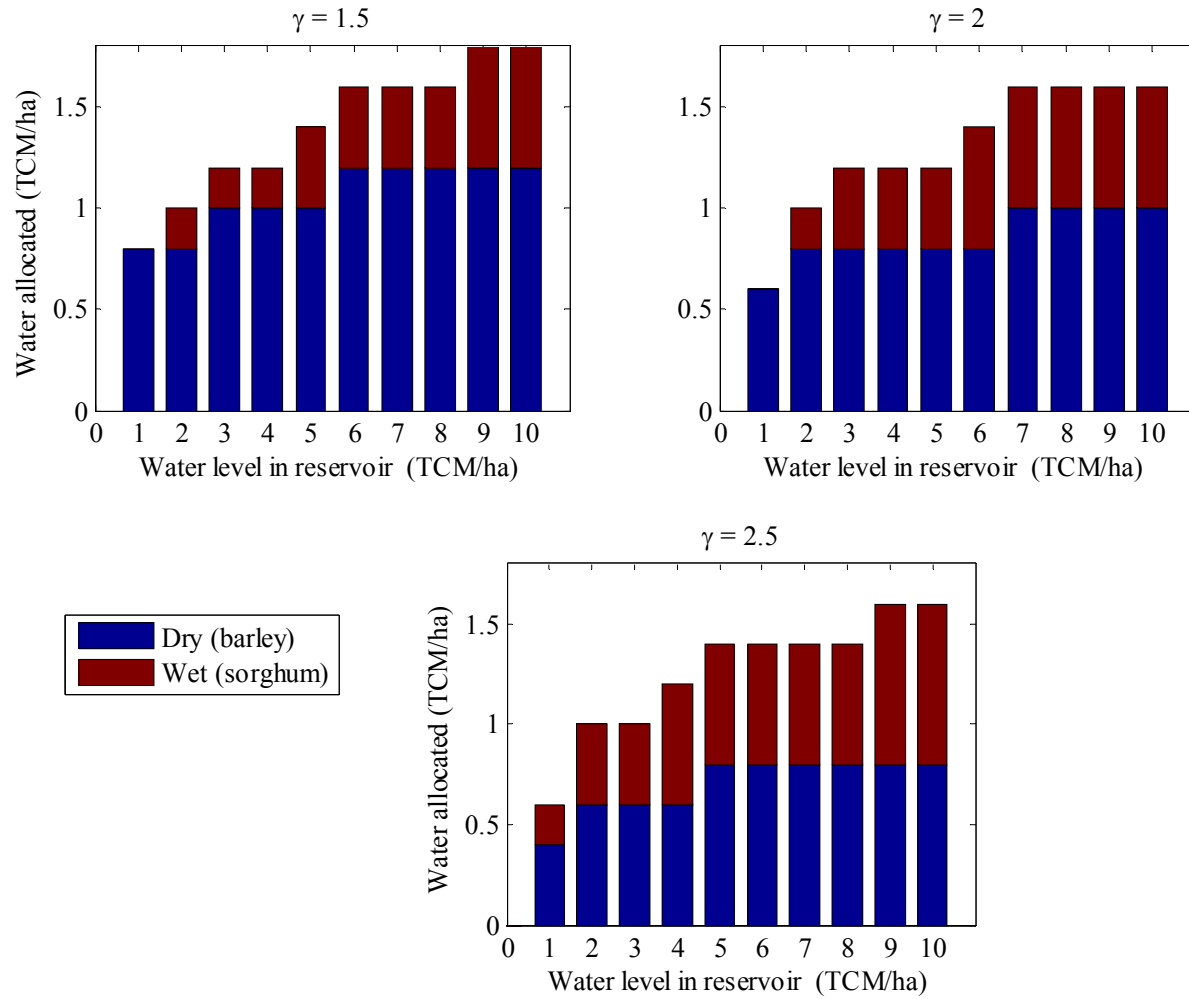 γ = 1.5
Water allocated (TCM/ha)
1.5
1
0.5
0
0 1 2 3 4 5 6 7 8 9 10
Water level in reservoir (TCM/ha)
γ = 2
1.5
1
0.5
0
0 1 2 3 4 5 6 7 8 9 10
Water level in reservoir (TCM/ha)
Dry (barley)
Wet (sorghum)
γ = 2.5
Water allocated (TCM/ha)
1.5
1
0.5
0
0 1 2 3 4 5 6 7 8 9 10
Water level in reservoir (TCM/ha)